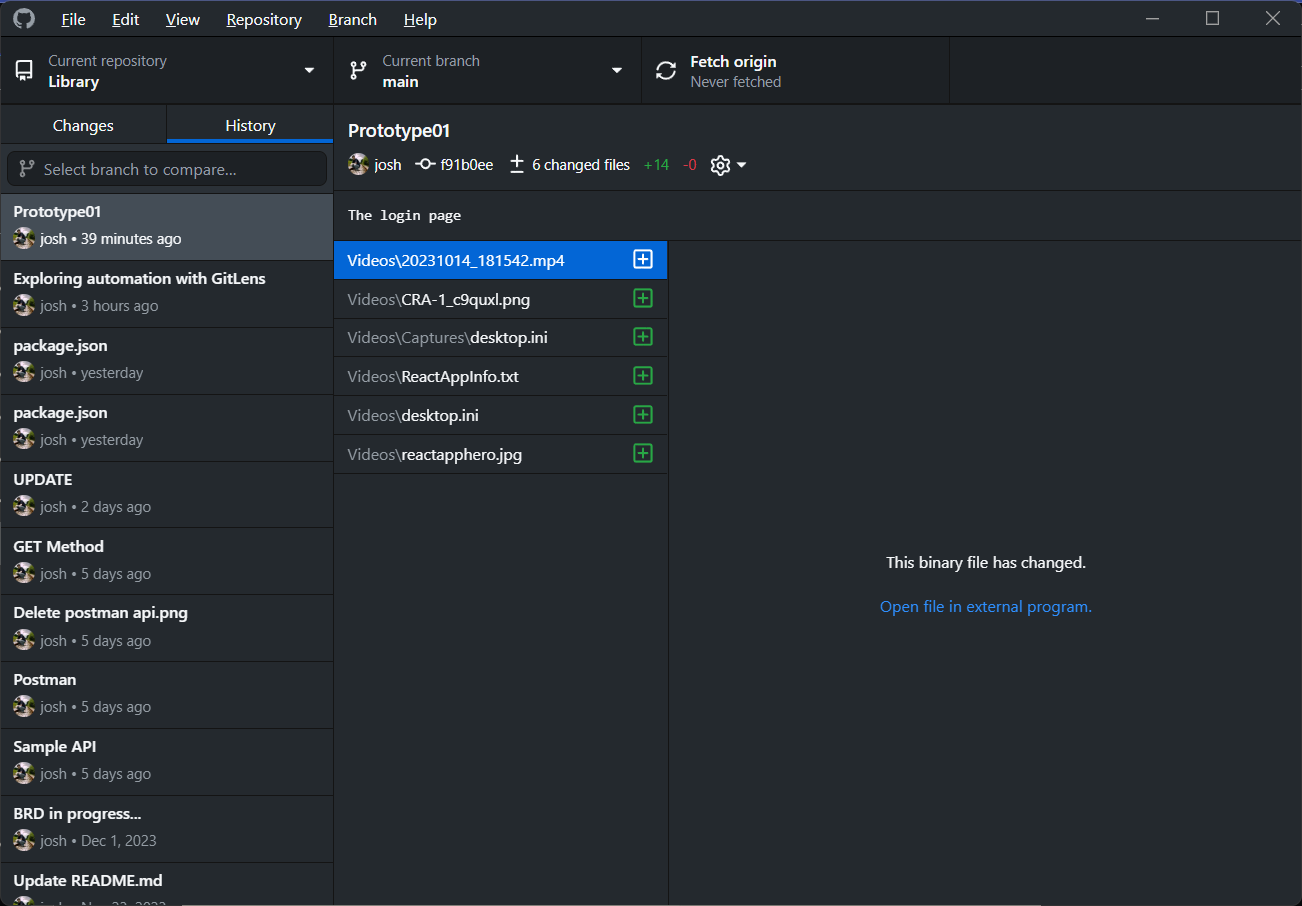 File Edit View Repository Branch Help
Current repository
Library
Current branch
main
Fetch origin
Never fetched
Changes
History
Select branch to compare...
Prototype01
josh • 39 minutes ago
Exploring automation with GitLens
josh • 3 hours ago
package.json
josh • yesterday
package.json
josh • yesterday
UPDATE
josh • 2 days ago
GET Method
josh • 5 days ago
Delete postman api.png
josh • 5 days ago
Postman
josh • 5 days ago
Sample API
josh • 5 days ago
BRD in progress...
josh • Dec 1, 2023
Update README.md
Prototype01
josh f91b0ee 6 changed files +14 -0
The login page
Videos\20231014_181542.mp4
Videos\CRA-1_c9quxl.png
Videos\Captures\desktop.ini
Videos\ReactAppInfo.txt
Videos\desktop.ini
Videos\reactapphero.jpg
This binary file has changed.
Open file in external program.